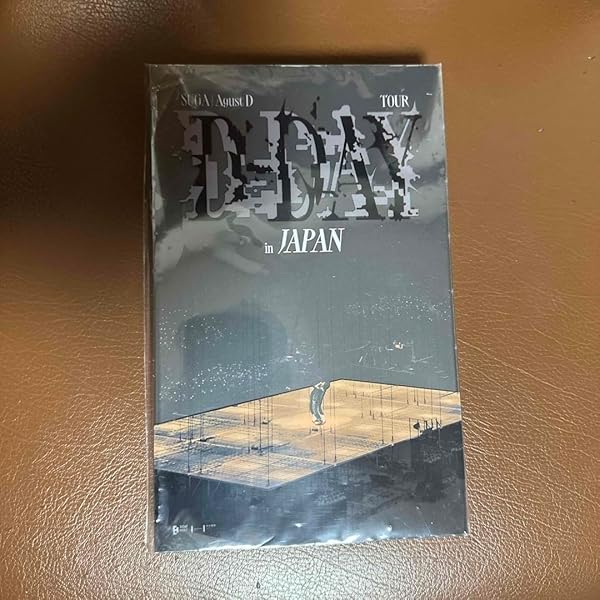 SUGA | Agust D TOUR
D-DAY
in JAPAN